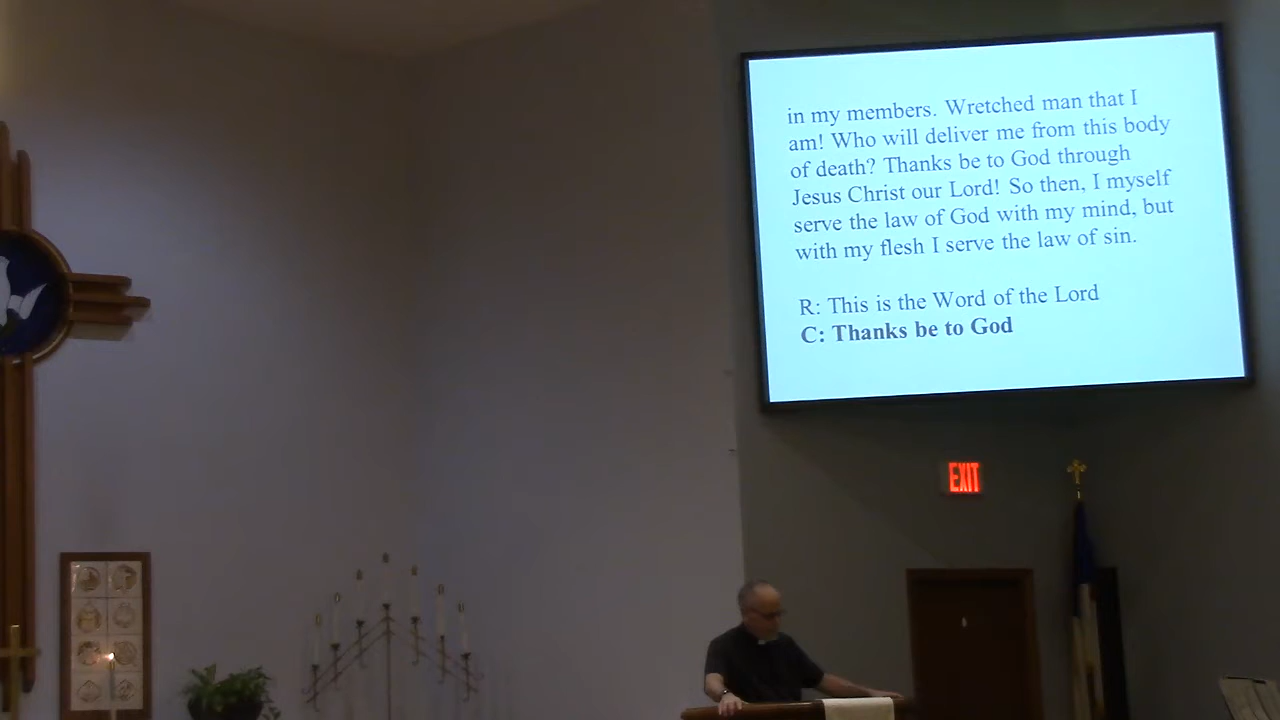 in my members. Wretched man that I
am! Who will deliver me from this body
of death? Thanks be to God through
Jesus Christ our Lord! So then, I myself
serve the law of God with my mind, but
with my flesh I serve the law of sin.
R: This is the Word of the Lord
C: Thanks be to God
EXIT